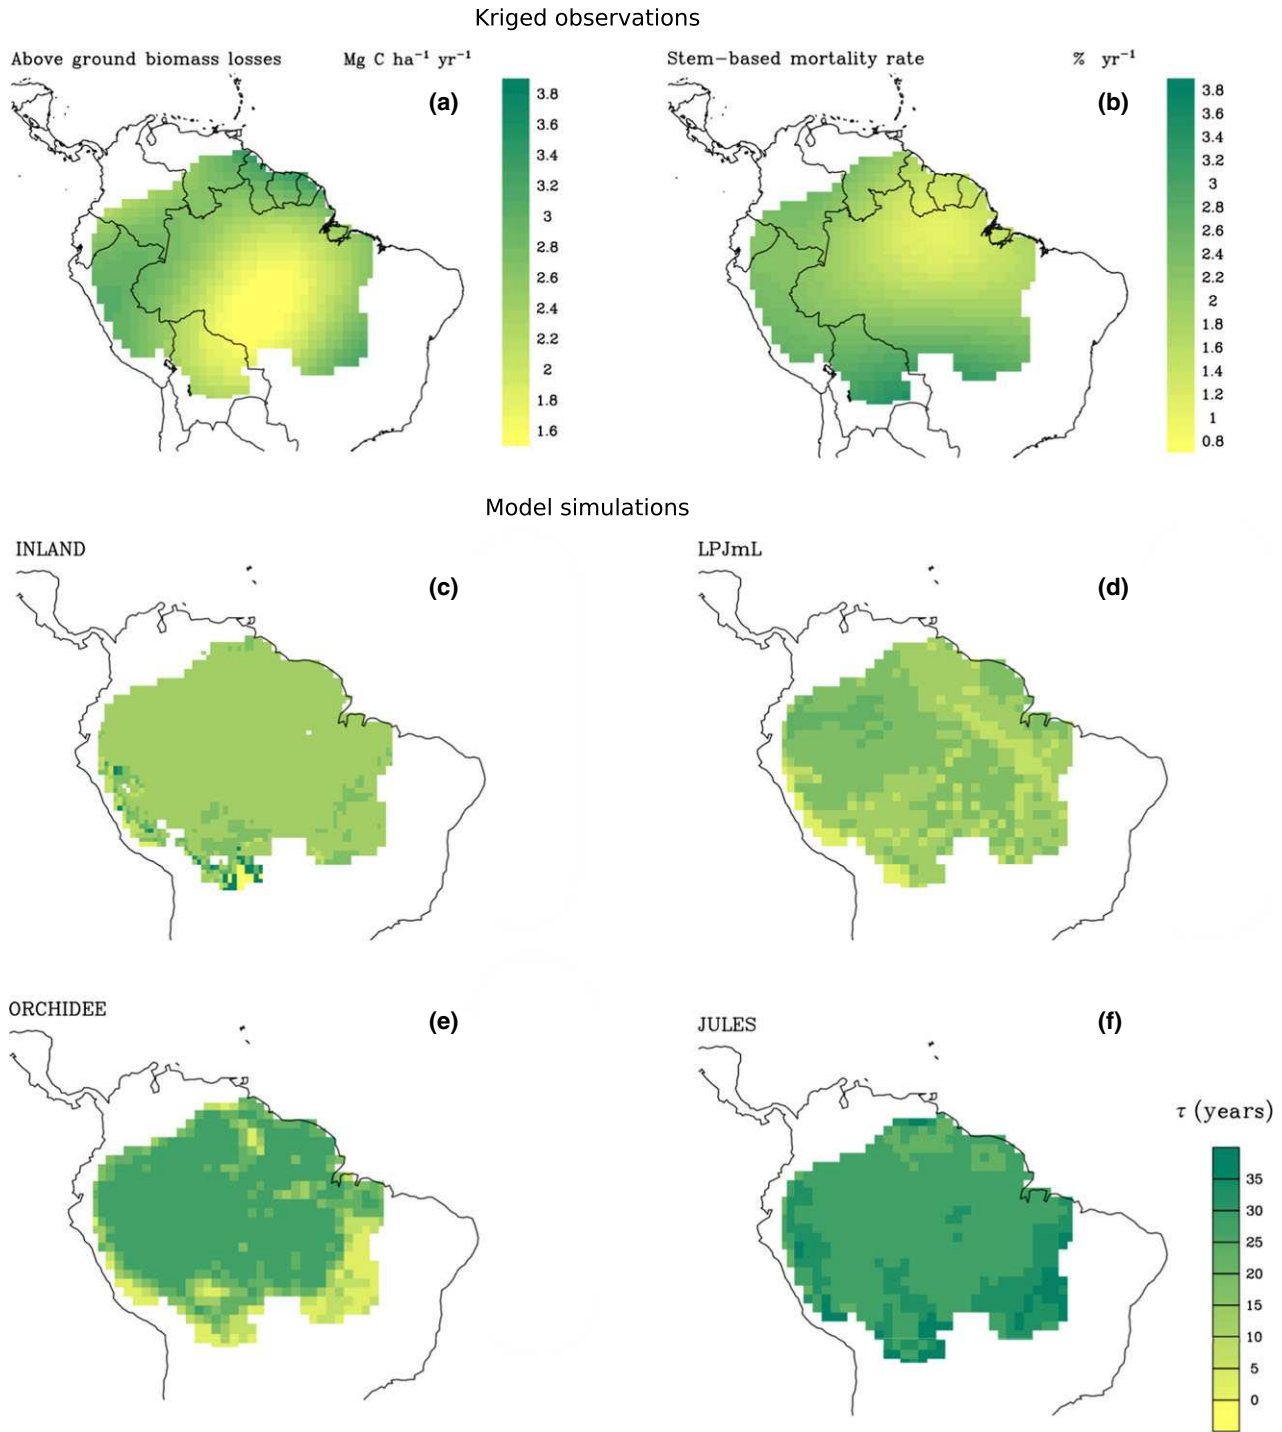 Kriged observations
Above ground biomass losses Mg C ha⁻¹ yr⁻¹
(a)
3.8
3.6
3.4
3.2
3
2.8
2.6
2.4
2.2
2
1.8
1.6
Stem-based mortality rate % yr⁻¹
(b)
3.8
3.6
3.4
3.2
3
2.8
2.6
2.4
2.2
2
1.8
1.6
1.4
1.2
1
0.8
Model simulations
INLAND
(c)
LPJmL
(d)
ORCHIDEE
(e)
JULES
(f)
τ (years)
35
30
25
20
15
10
5
0